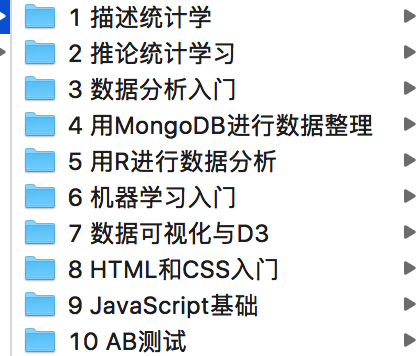 1 描述统计学
2 推论统计学习
3 数据分析入门
4 用MongoDB进行数据整理
5 用R进行数据分析
6 机器学习入门
7 数据可视化与D3
8 HTML和CSS入门
9 JavaScript基础
10 AB测试